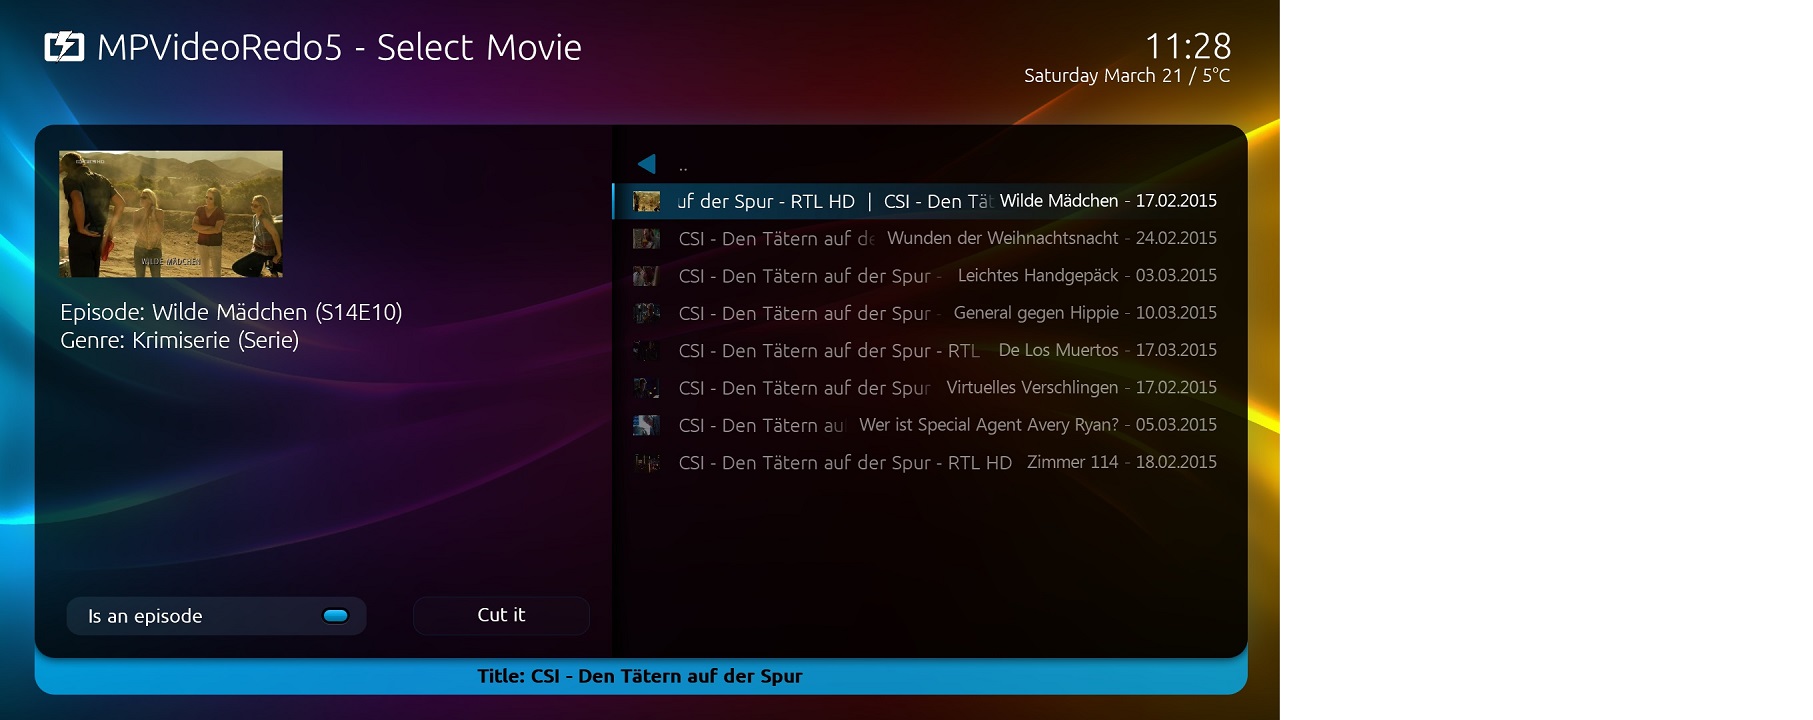 MPVideoRedo5 - Select Movie
11:28
Saturday March 21 / 5°C
WILDE MÄDCHEN
Episode: Wilde Mädchen (S14E10)
Genre: Krimiserie (Serie)
..
uf der Spur - RTL HD | CSI - Den Tät Wilde Mädchen - 17.02.2015
CSI - Den Tätern auf de Wunden der Weihnachtsnacht - 24.02.2015
CSI - Den Tätern auf der Spur - Leichtes Handgepäck - 03.03.2015
CSI - Den Tätern auf der Spur - General gegen Hippie - 10.03.2015
CSI - Den Tätern auf der Spur - RTL De Los Muertos - 17.03.2015
CSI - Den Tätern auf der Spur Virtuelles Verschlingen - 17.02.2015
CSI - Den Tätern au Wer ist Special Agent Avery Ryan? - 05.03.2015
CSI - Den Tätern auf der Spur - RTL HD Zimmer 114 - 18.02.2015
Is an episode
Cut it
Title: CSI - Den Tätern auf der Spur